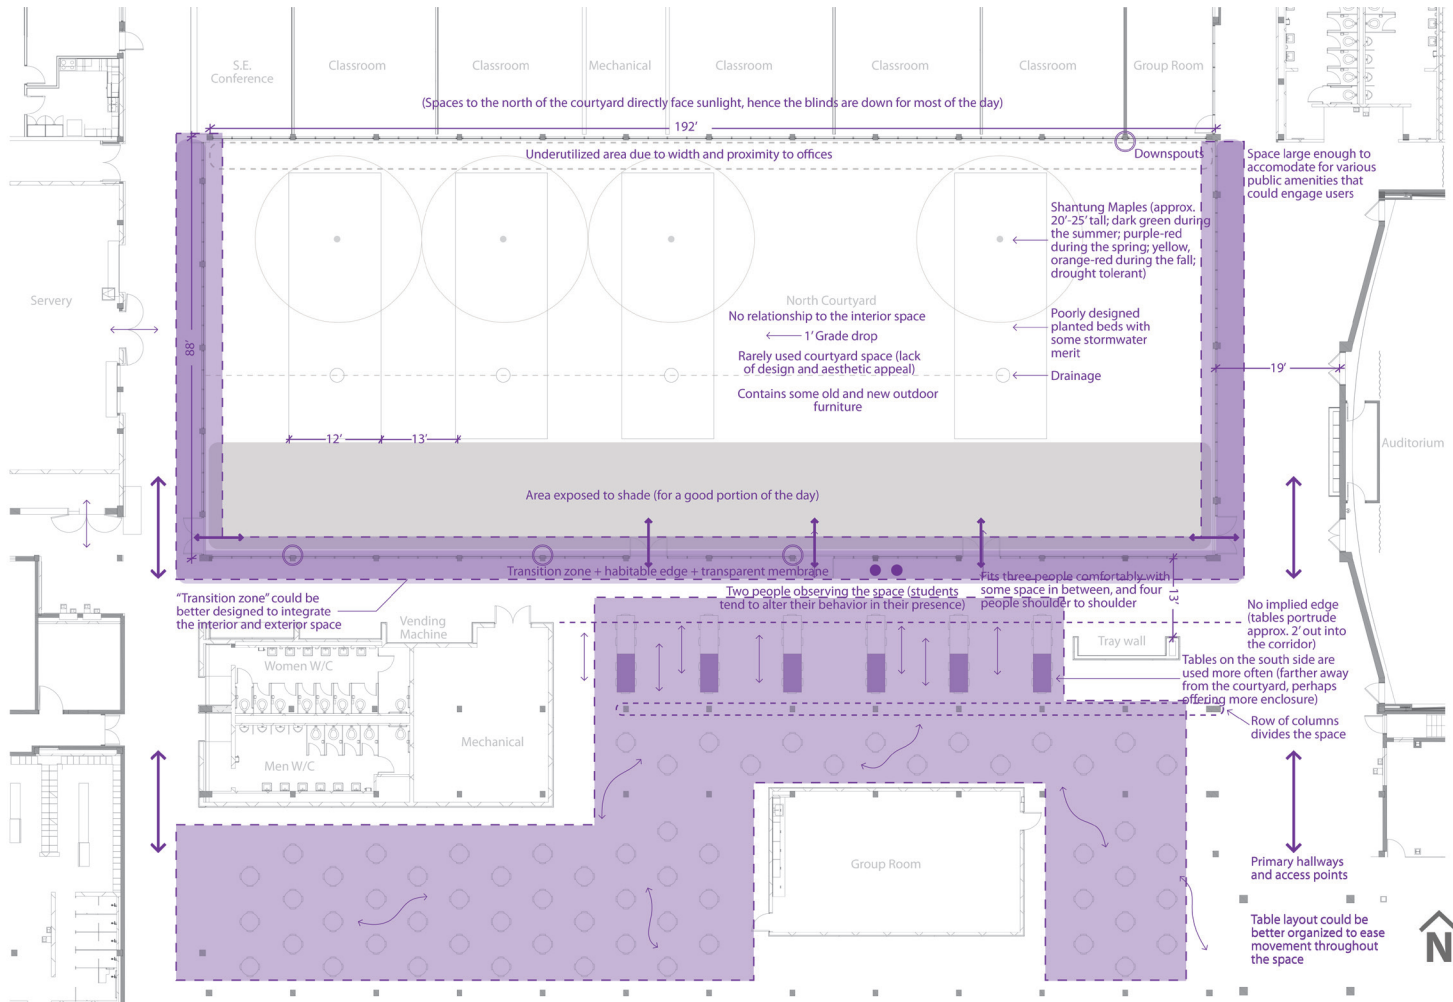 S.E.
Conference
Classroom
Classroom
Mechanical
Classroom
Classroom
Classroom
Group Room
(Spaces to the north of the courtyard directly face sunlight, hence the blinds are down for most of the day)
192'
Underutilized area due to width and proximity to offices
Downspouts
Space large enough to
accomodate for various
public amenities that
could engage users
Shantung Maples (approx.
20'-25' tall; dark green during
the summer; purple-red
during the spring; yellow,
orange-red during the fall;
drought tolerant)
Servery
North Courtyard
No relationship to the interior space
1' Grade drop
Rarely used courtyard space (lack
of design and aesthetic appeal)
Contains some old and new outdoor
furniture
Poorly designed
planted beds with
some stormwater
merit
Drainage
88'
19'
12'
13'
Auditorium
Area exposed to shade (for a good portion of the day)
Transition zone + habitable edge + transparent membrane
"Transition zone" could be
better designed to integrate
the interior and exterior space
Two people observing the space (students
tend to alter their behavior in their presence)
Fits three people comfortably with
some space in between, and four
people shoulder to shoulder
13'
No implied edge
(tables portrude
approx. 2' out into
the corridor)
Vending
Machine
Tray wall
Women W/C
Tables on the south side are
used more often (farther away
from the courtyard, perhaps
offering more enclosure)
Row of columns
divides the space
Mechanical
Men W/C
Group Room
Primary hallways
and access points
Table layout could be
better organized to ease
movement throughout
the space
N